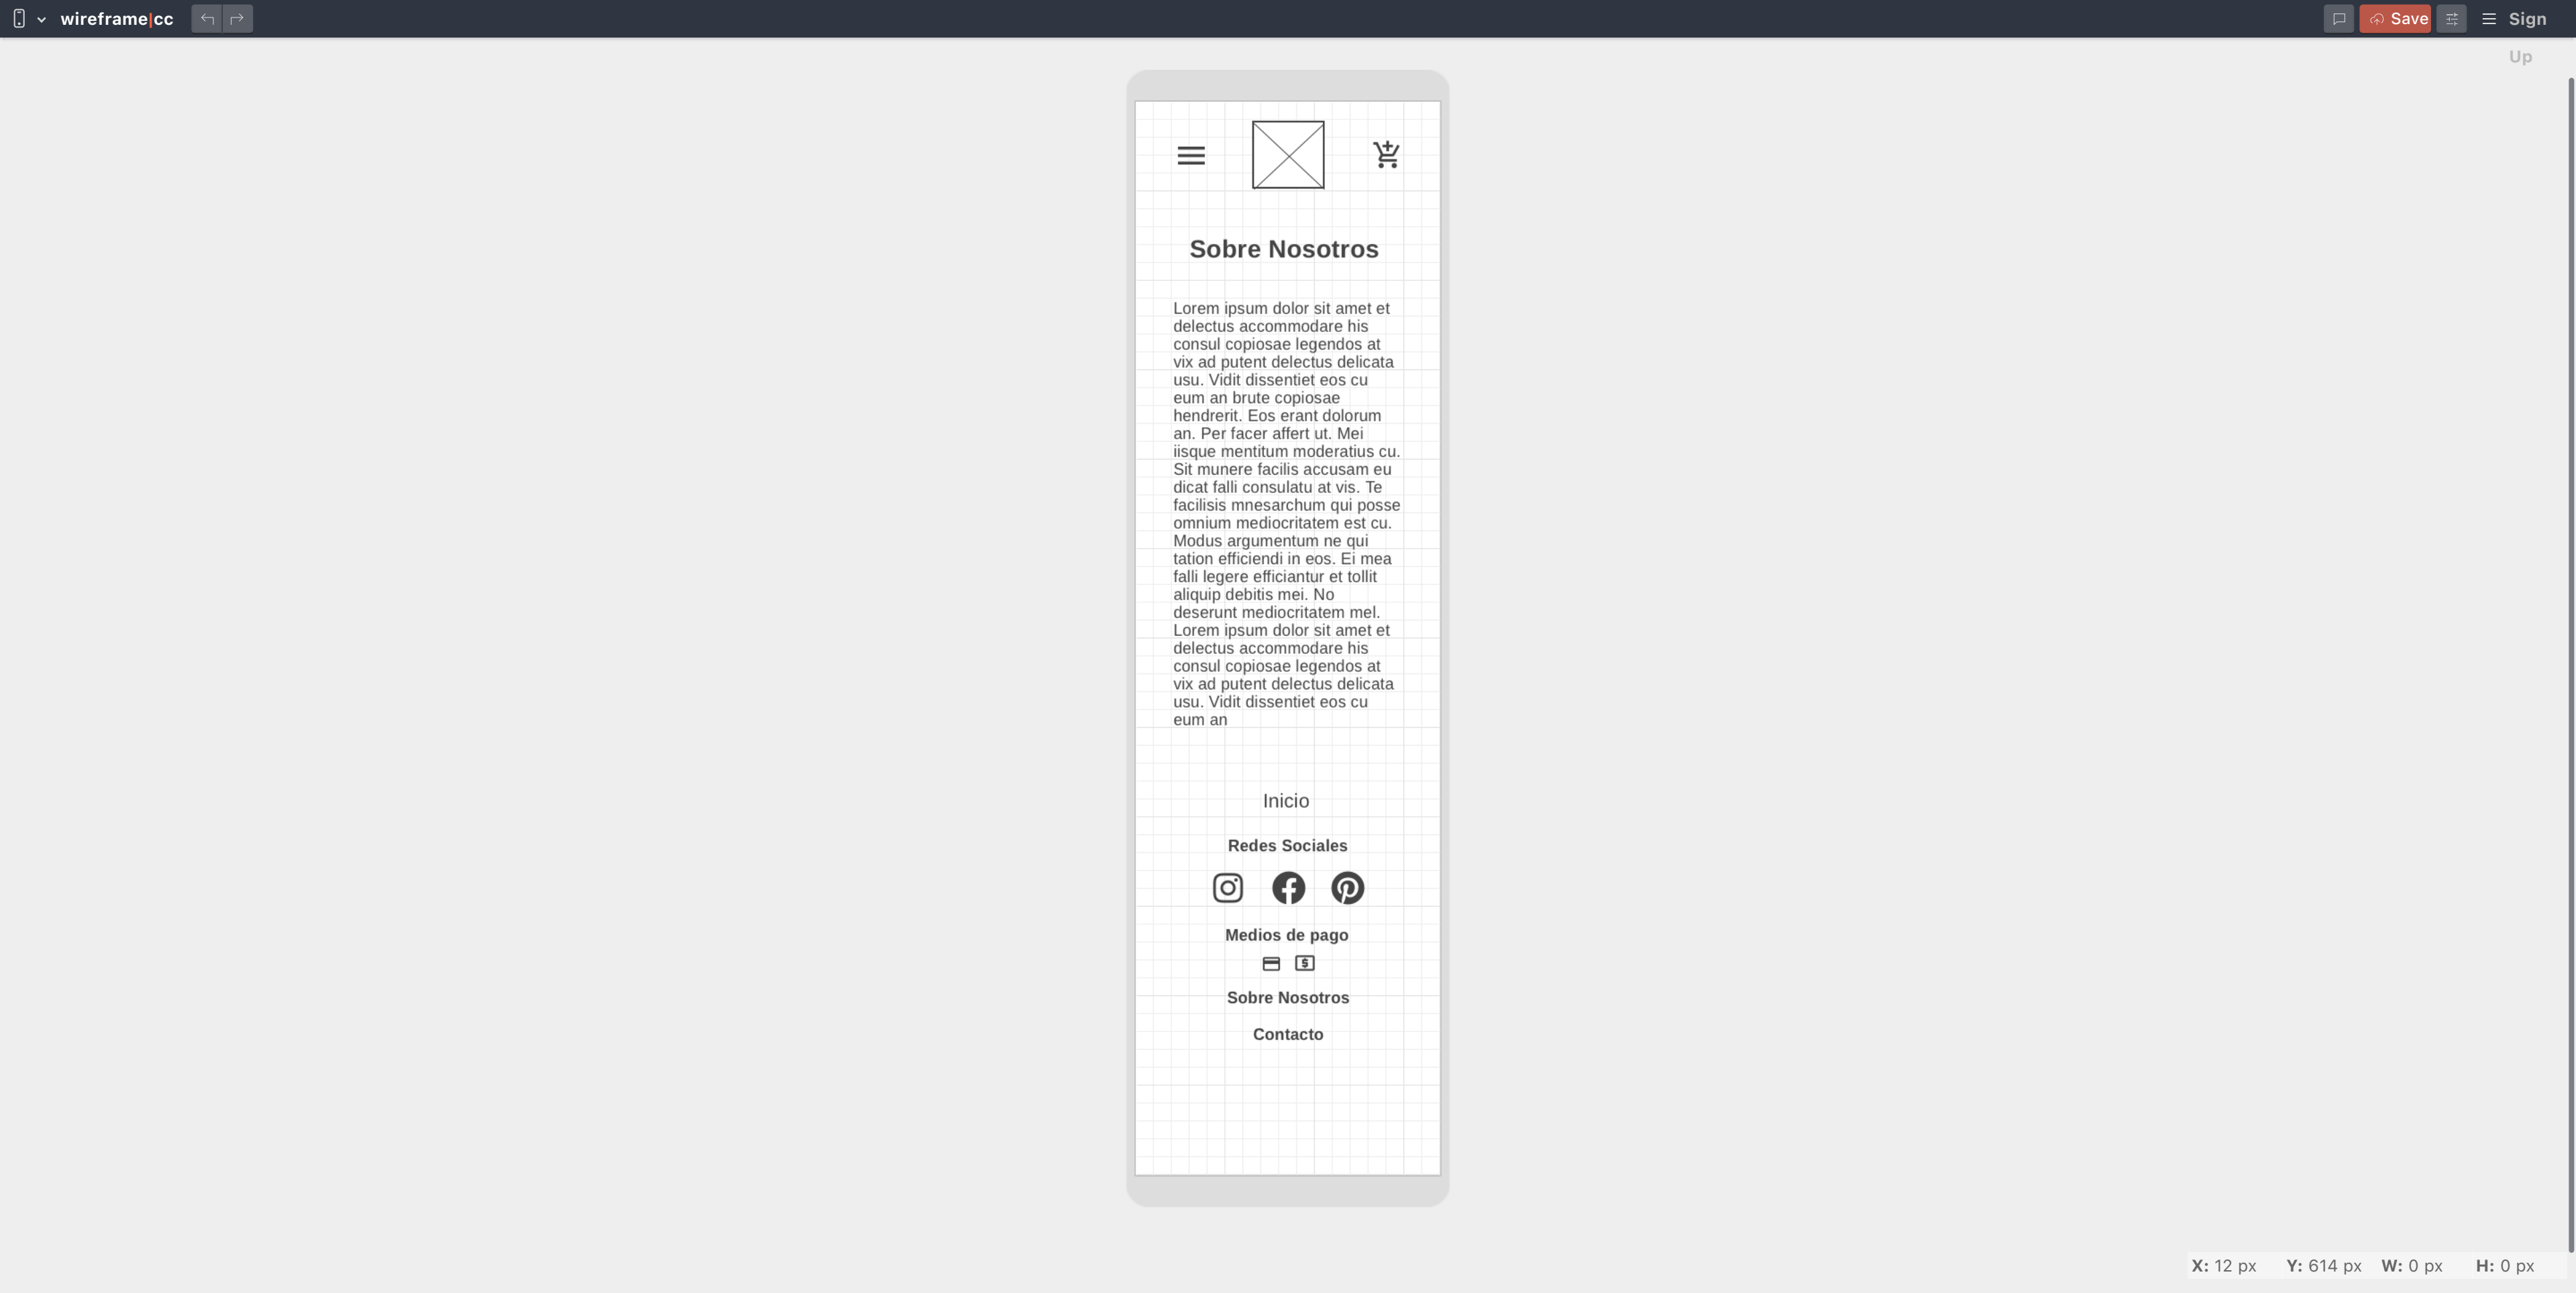 wireframe|cc
Save
Sign Up
Sobre Nosotros
Lorem ipsum dolor sit amet et
delectus accommodare his
consul copiosae legendos at
vix ad putent delectus delicata
usu. Vidit dissentiet eos cu
eum an brute copiosae
hendrerit. Eos erant dolorum
an. Per facer affert ut. Mei
iisque mentitum moderatius cu.
Sit munere facilis accusam eu
dicat falli consulatu at vis. Te
facilisis mnesarchum qui posse
omnium mediocritatem est cu.
Modus argumentum ne qui
tation efficiendi in eos. Ei mea
falli legere efficiantur et tollit
aliquip debitis mei. No
deserunt mediocritatem mel.
Lorem ipsum dolor sit amet et
delectus accommodare his
consul copiosae legendos at
vix ad putent delectus delicata
usu. Vidit dissentiet eos cu
eum an
Inicio
Redes Sociales
Medios de pago
Sobre Nosotros
Contacto
X: 12 px Y: 614 px W: 0 px H: 0 px